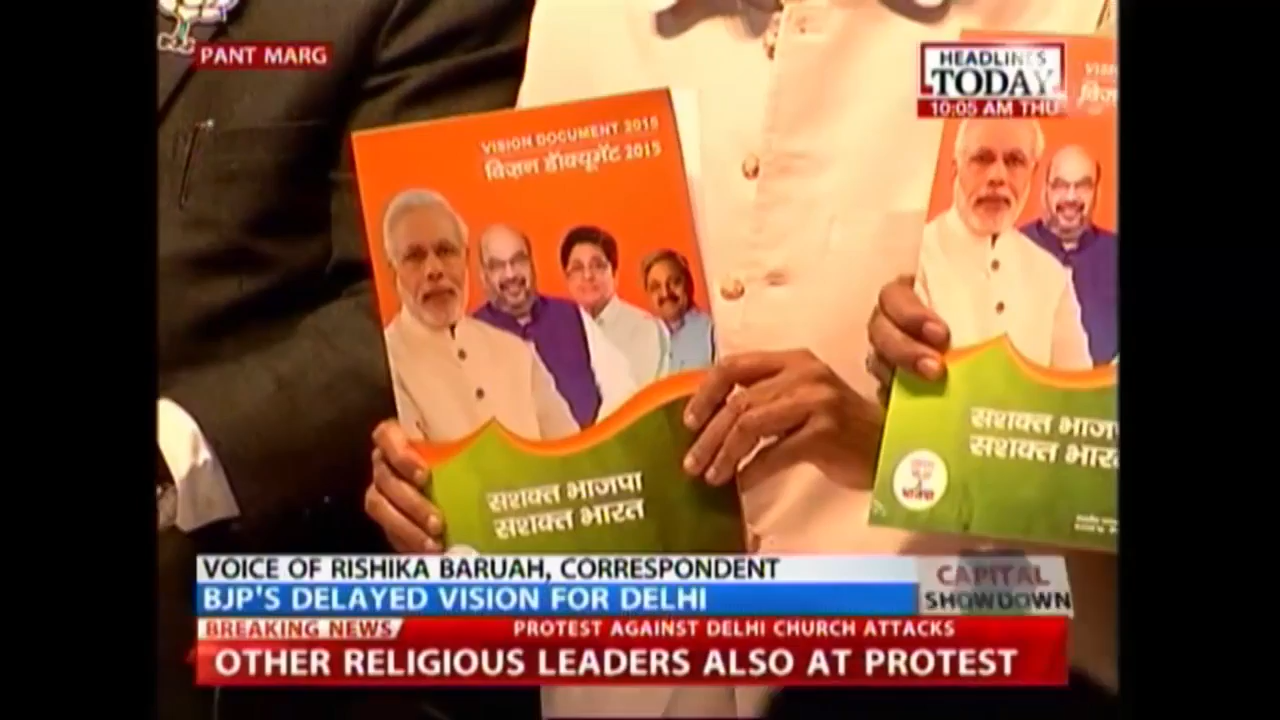 PANT MARG
HEADLINES
TODAY
10:05 AM THU
VISION DOCUMENT 2015
विज़न डॉक्यूमेंट 2015
सशक्त भाजपा
सशक्त भारत
सशक्त
सशक्त
भाजपा
VOICE OF RISHIKA BARUAH, CORRESPONDENT
BJP'S DELAYED VISION FOR DELHI
CAPITAL
SHOWDOWN
BREAKING NEWS
PROTEST AGAINST DELHI CHURCH ATTACKS
OTHER RELIGIOUS LEADERS ALSO AT PROTEST